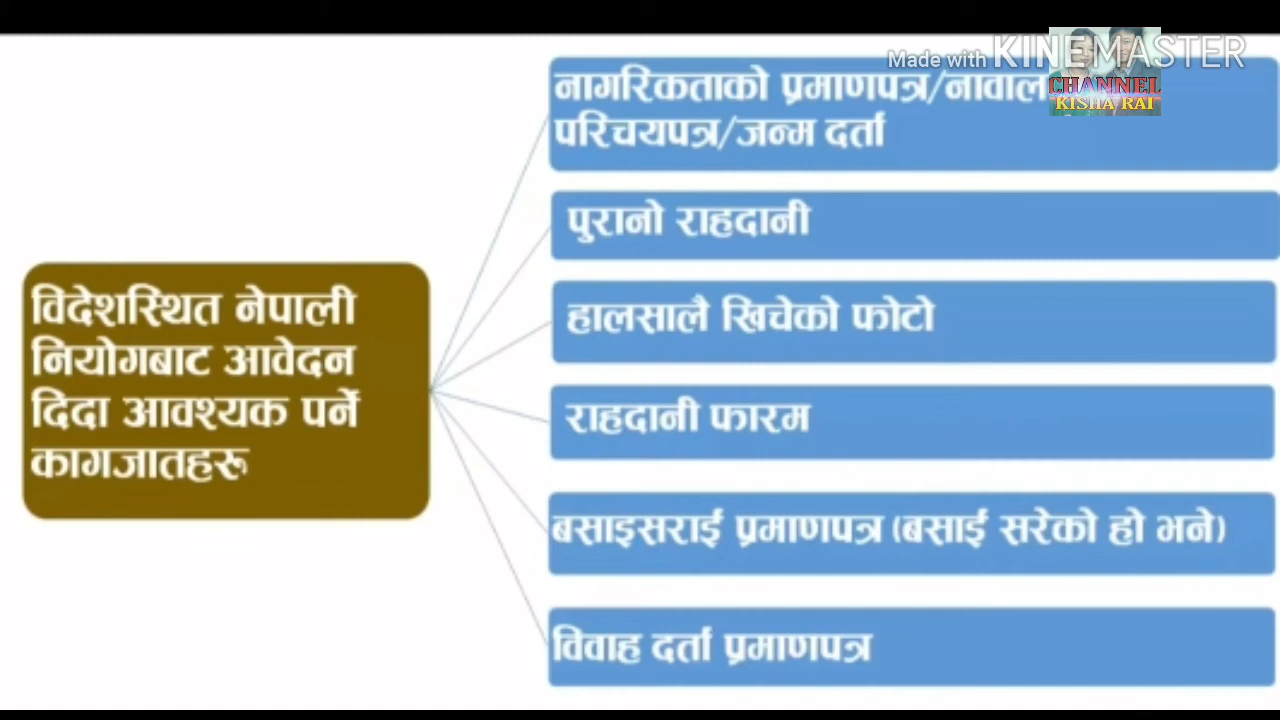 Made with KINEMASTER
CHANNEL
KISHA RAI
नागरिकताको प्रमाणपत्र/नावाल
परिचयपत्र/जन्म दर्ता
पुरानो राहदानी
हालसालै खिचेको फोटो
विदेशस्थित नेपाली
नियोगबाट आवेदन
दिदा आवश्यक पर्ने
कागजातहरु
राहदानी फारम
बसाइसराई प्रमाणपत्र (बसाई सरेको हो भने)
विवाह दर्ता प्रमाणपत्र